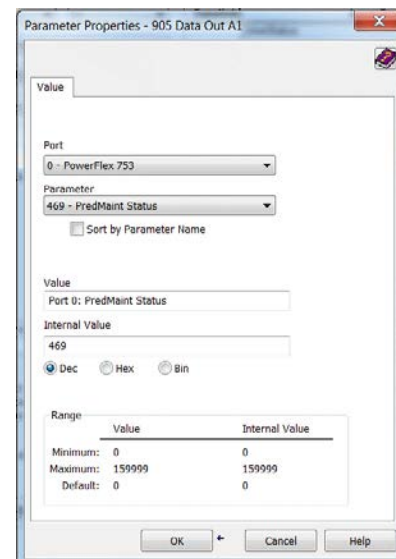 Parameter Properties - 905 Data Out A1
Value
Port
0 - PowerFlex 753
Parameter
469 - PredMaint Status
Sort by Parameter Name
Value
Port 0: PredMaint Status
Internal Value
469
Dec Hex Bin
Range
Value Internal Value
Minimum: 0 0
Maximum: 159999 159999
Default: 0 0
OK Cancel Help